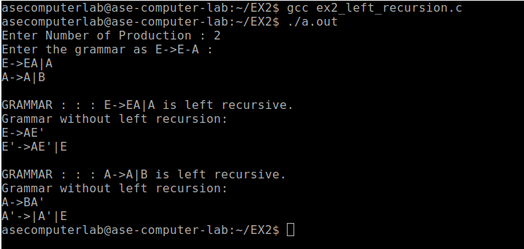 asecomputerlab@ase-computer-lab:~/EX2$ gcc ex2_left_recursion.c
asecomputerlab@ase-computer-lab:~/EX2$ ./a.out
Enter Number of Production : 2
Enter the grammar as E->E-A :
E->EA|A
A->A|B

GRAMMAR : : : E->EA|A is left recursive.
Grammar without left recursion:
E->AE'
E'->AE'|E

GRAMMAR : : : A->A|B is left recursive.
Grammar without left recursion:
A->BA'
A'->|A'|E
asecomputerlab@ase-computer-lab:~/EX2$